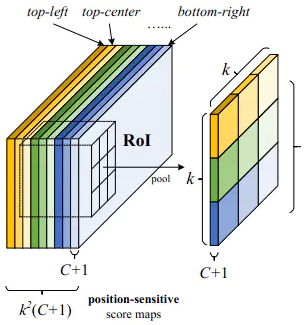 top-left top-center bottom-right
......
RoI
pool
k
k
C+1
C+1
k²(C+1)
position-sensitive
score maps